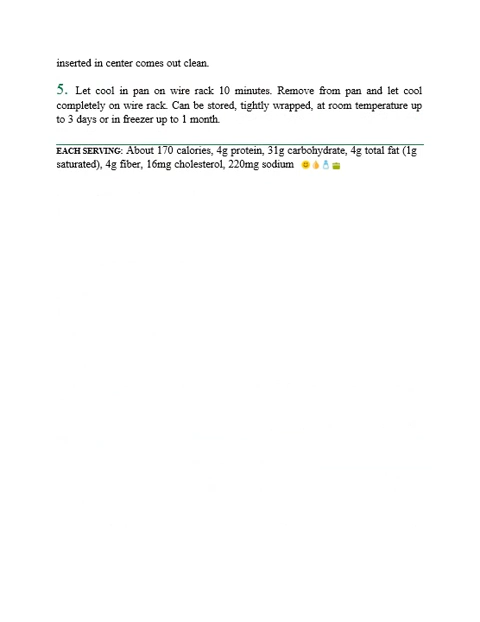 inserted in center comes out clean.
5. Let cool in pan on wire rack 10 minutes. Remove from pan and let cool
completely on wire rack. Can be stored, tightly wrapped, at room temperature up
to 3 days or in freezer up to 1 month.
EACH SERVING: About 170 calories, 4g protein, 31g carbohydrate, 4g total fat (1g
saturated), 4g fiber, 16mg cholesterol, 220mg sodium